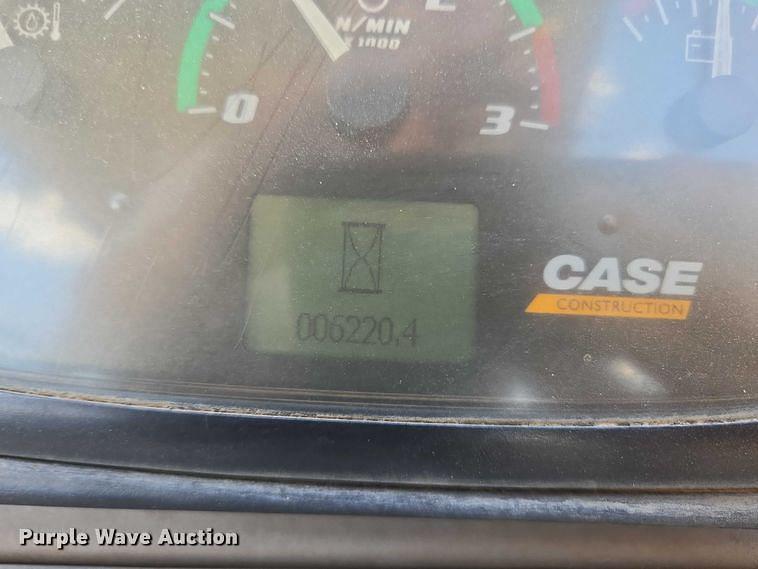 N/MIN
X 1000
2
0
3
CASE
CONSTRUCTION
006220.4
Purple Wave Auction